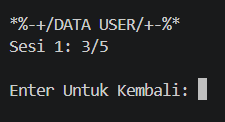 *%-+/DATA USER/+-%*
Sesi 1: 3/5
Enter Untuk Kembali: